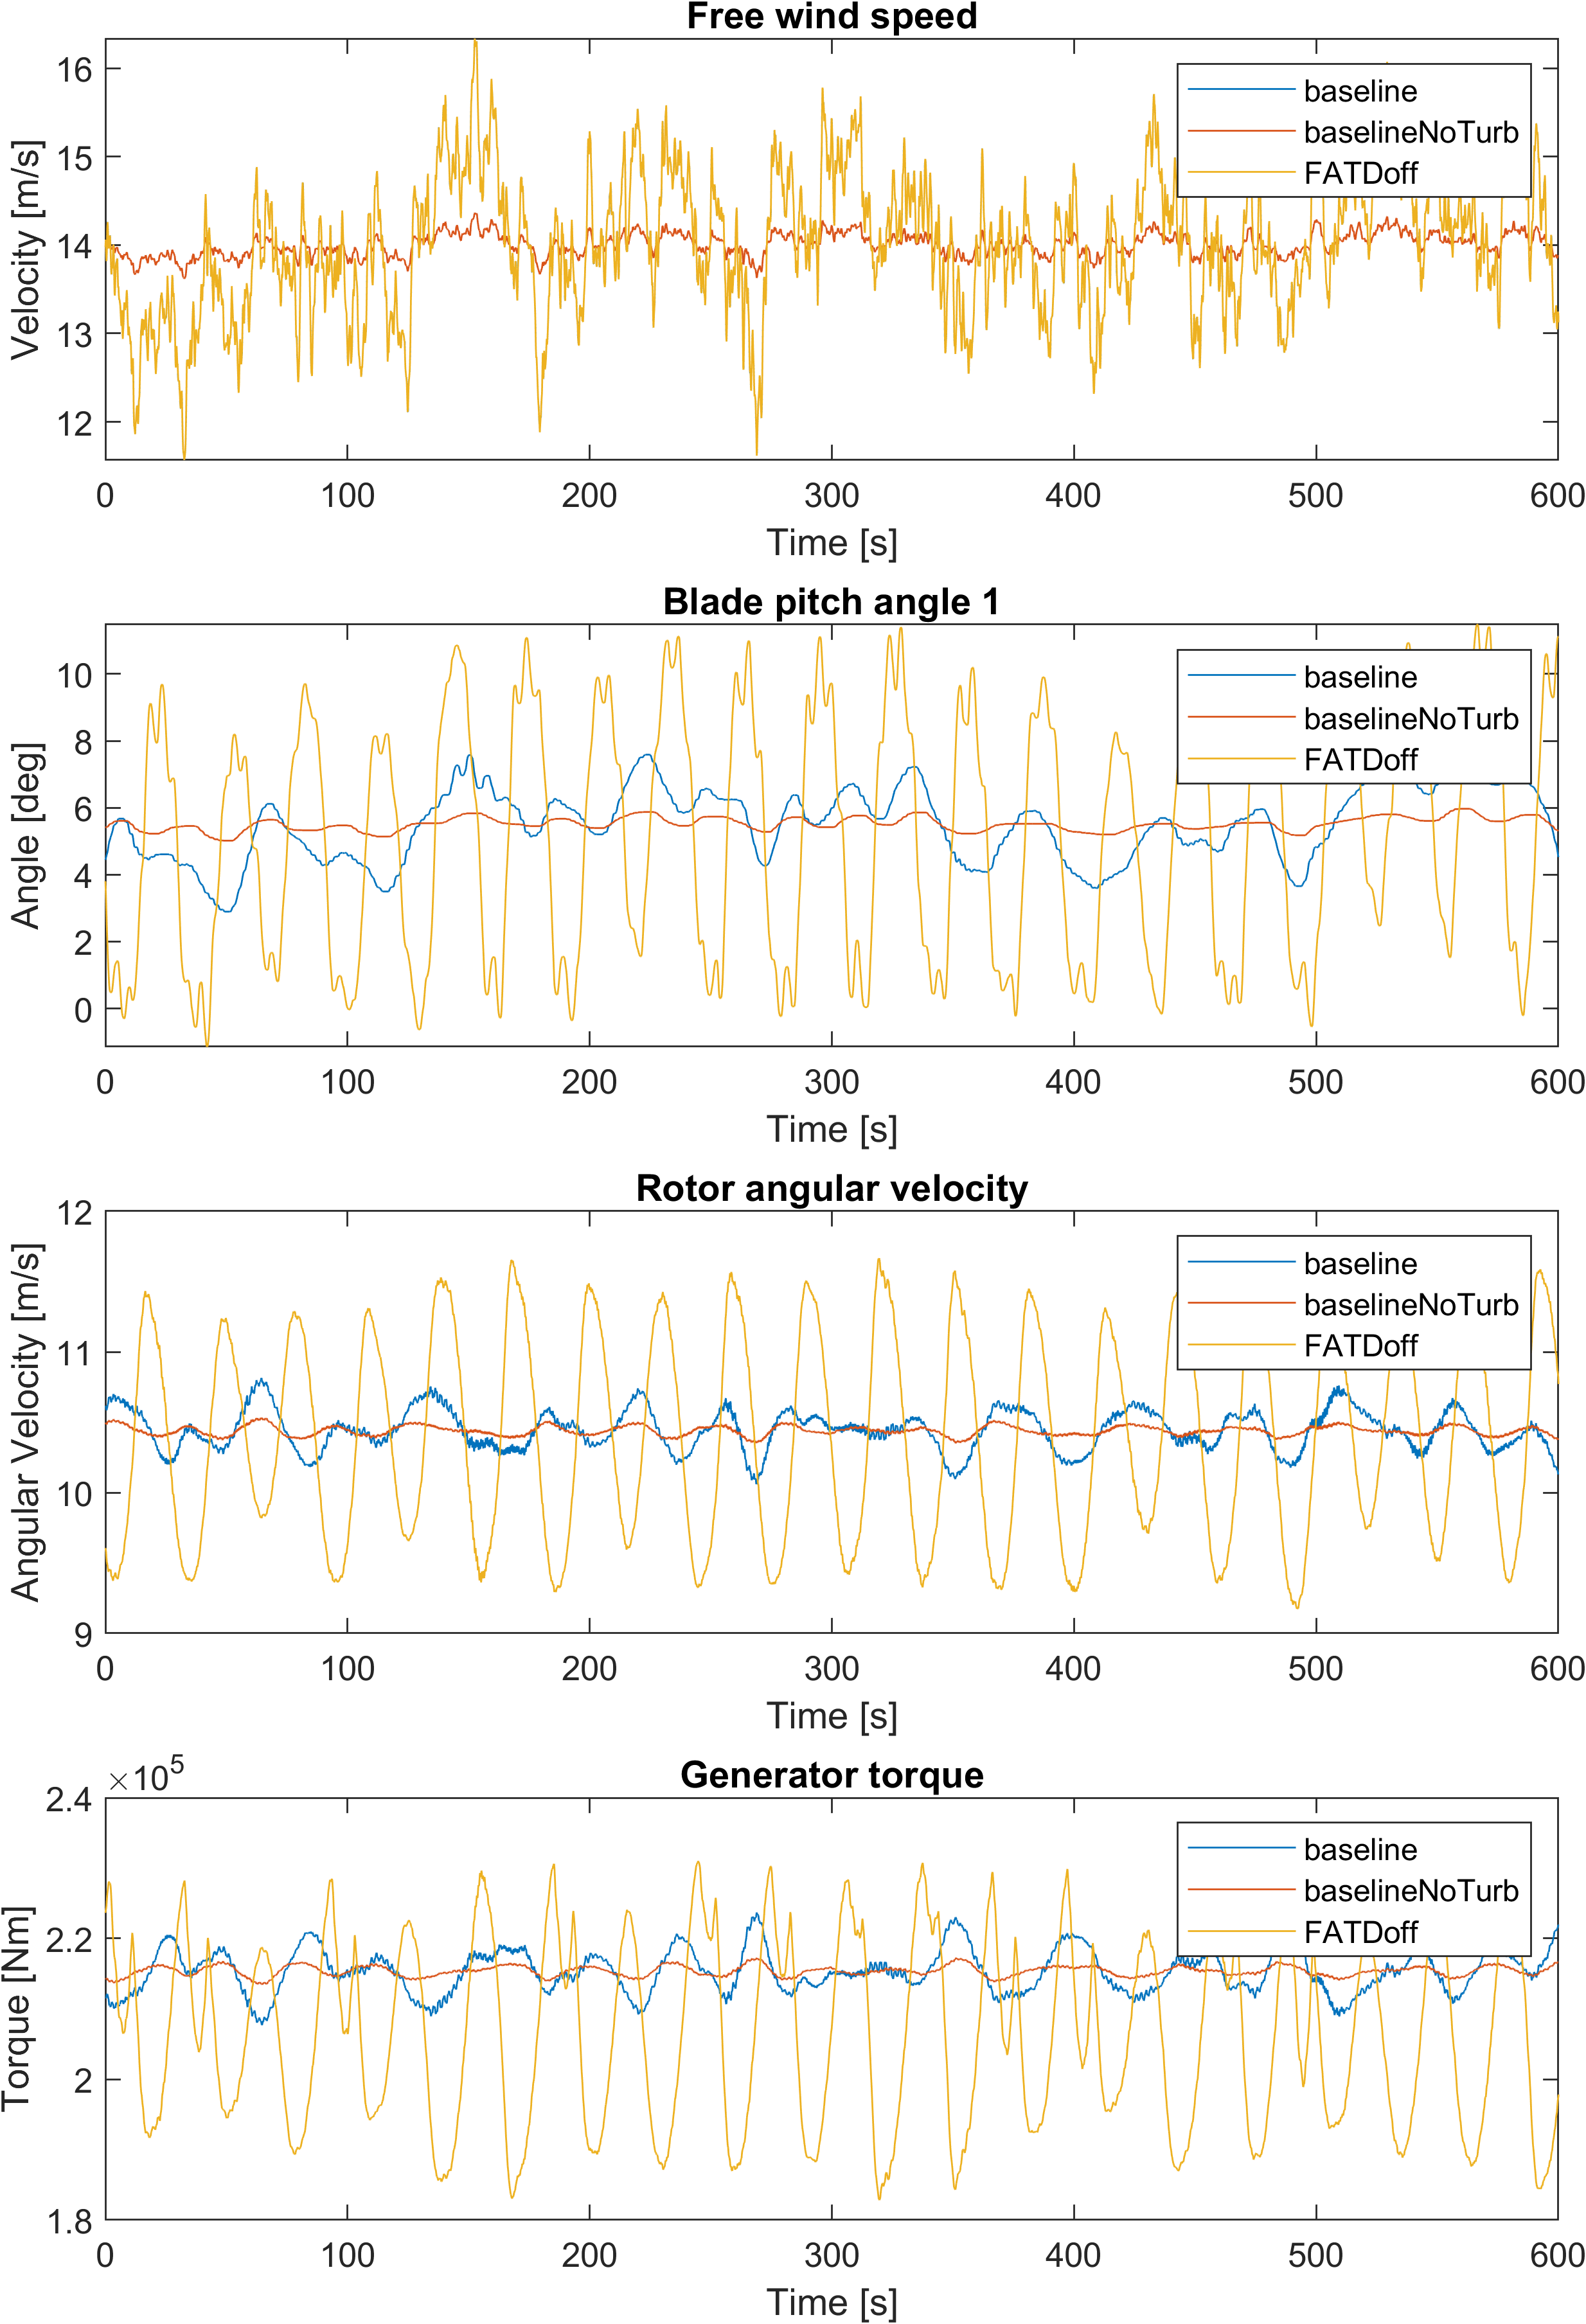 Free wind speed
Velocity [m/s]
16
15
14
13
12
baseline
baselineNoTurb
FATDoff
0 100 200 300 400 500 600
Time [s]
Blade pitch angle 1
Angle [deg]
10
8
6
4
2
0
baseline
baselineNoTurb
FATDoff
0 100 200 300 400 500 600
Time [s]
Rotor angular velocity
Angular Velocity [m/s]
12
11
10
9
baseline
baselineNoTurb
FATDoff
0 100 200 300 400 500 600
Time [s]
Generator torque
×10⁵
Torque [Nm]
2.4
2.2
2
1.8
baseline
baselineNoTurb
FATDoff
0 100 200 300 400 500 600
Time [s]